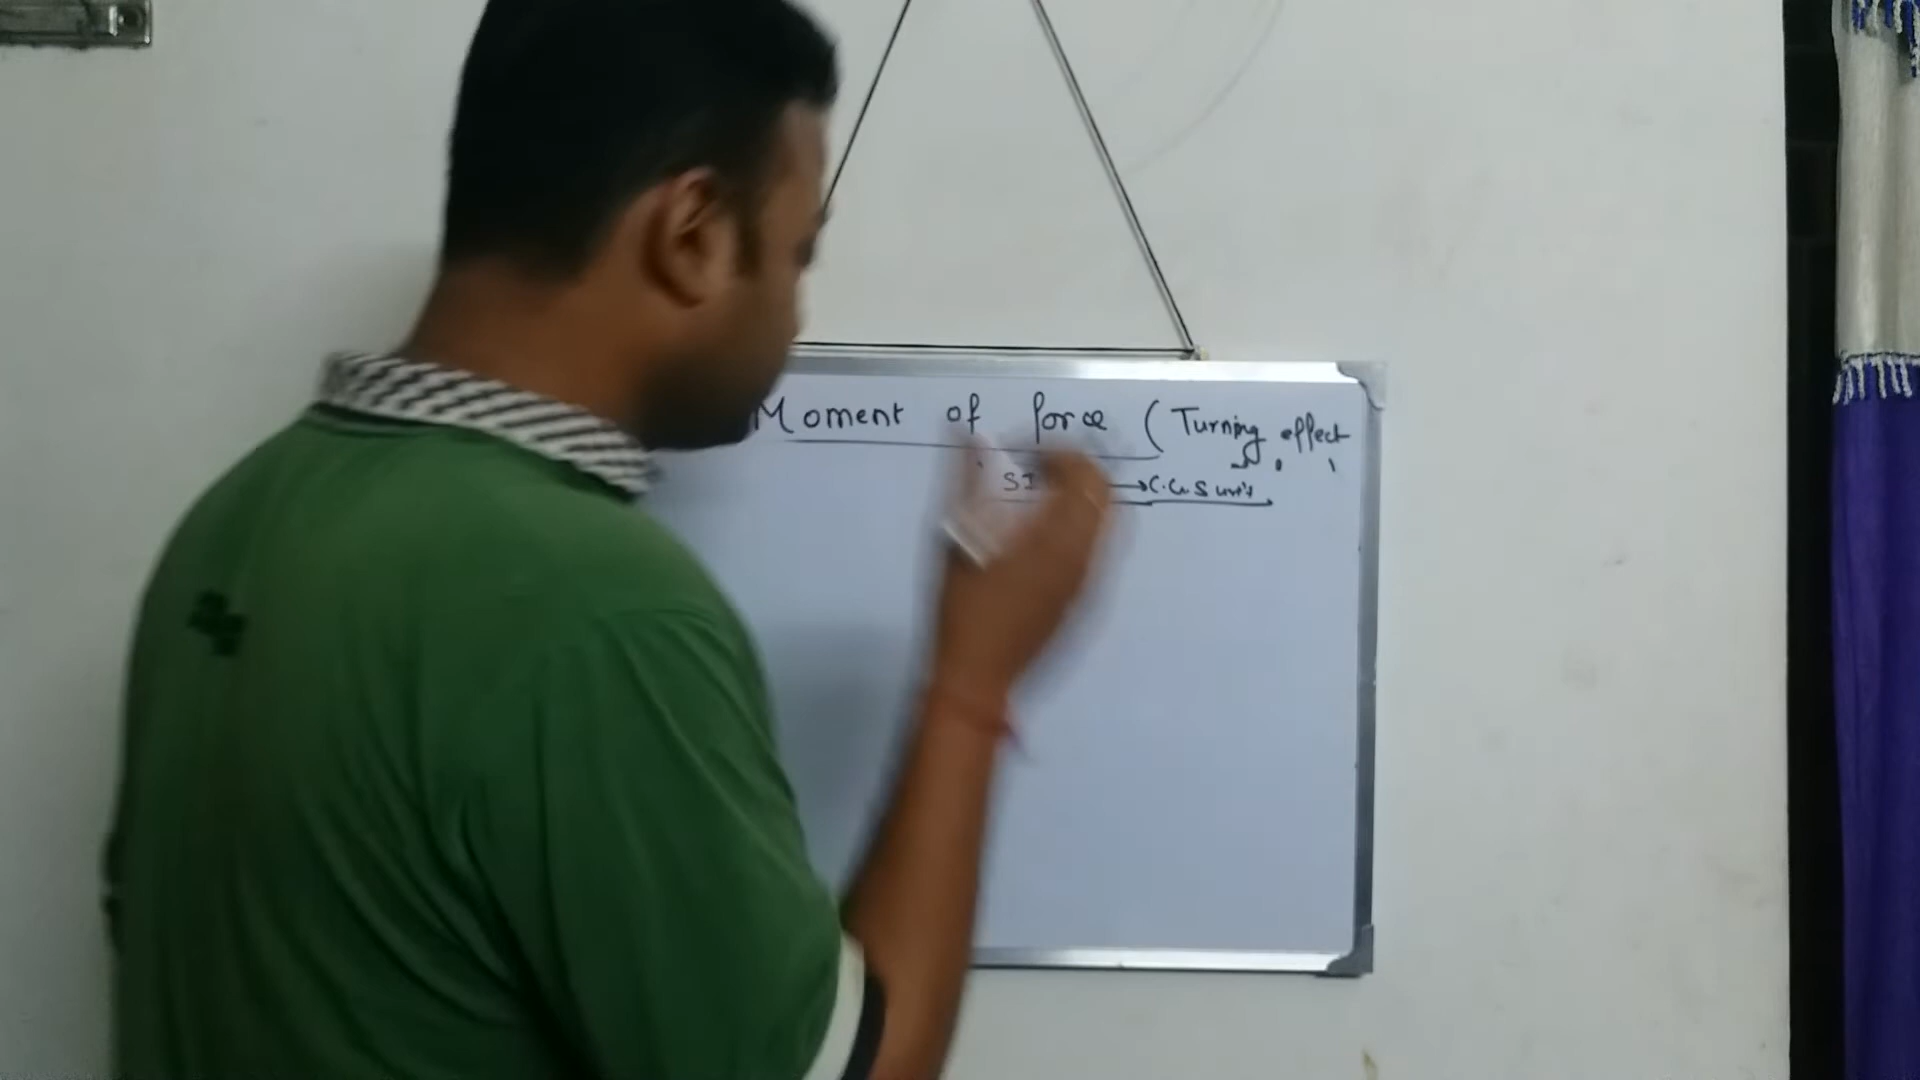 Moment of force (Turning effect
SI → C.G.S unit